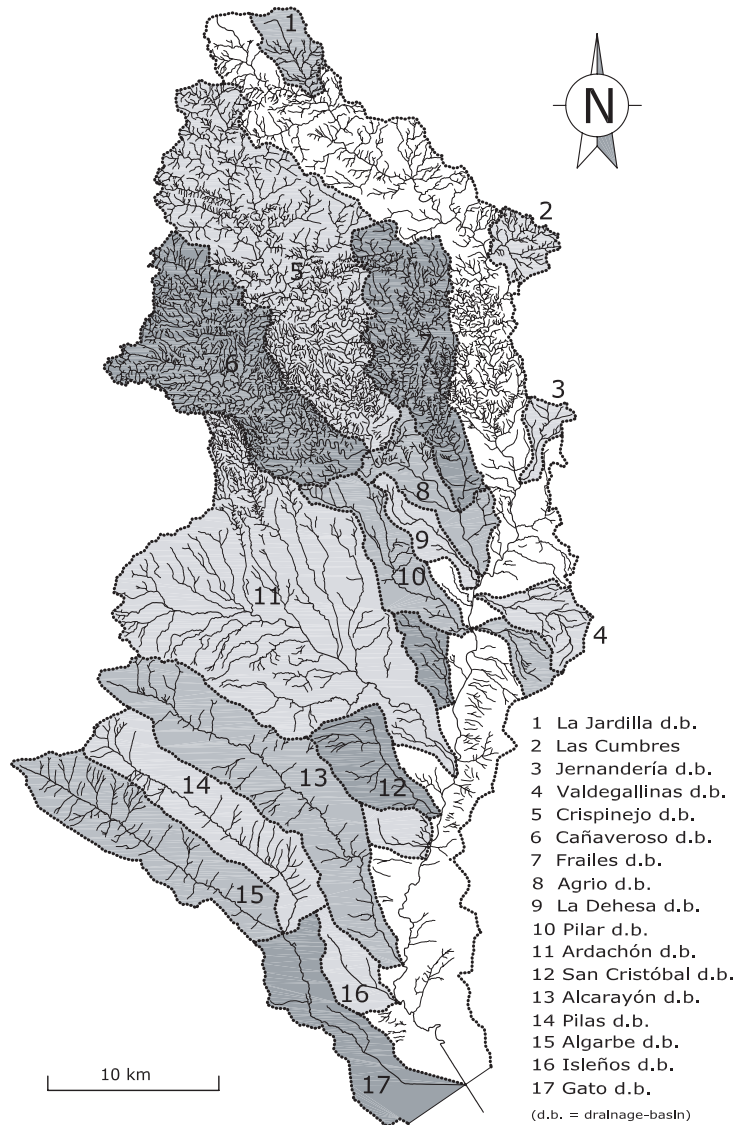 1
N
2
5
7
6
3
8
9
10
11
4
1 La Jardilla d.b.
2 Las Cumbres
3 Jernandería d.b.
4 Valdegallinas d.b.
5 Crispinejo d.b.
6 Cañaveroso d.b.
7 Frailes d.b.
8 Agrio d.b.
9 La Dehesa d.b.
10 Pilar d.b.
11 Ardachón d.b.
12 San Cristóbal d.b.
13 Alcarayón d.b.
14 Pilas d.b.
15 Algarbe d.b.
16 Isleños d.b.
17 Gato d.b.
(d.b. = drainage-basin)
14
13
12
15
16
17
10 km